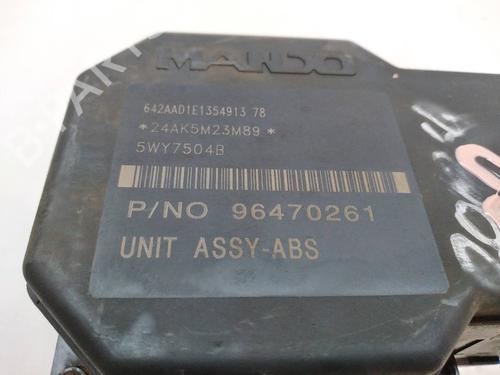 MANDO
642AAD1E1354913 78
*24AK5M23M89*
5WY7504B
P/NO 96470261
UNIT ASSY-ABS